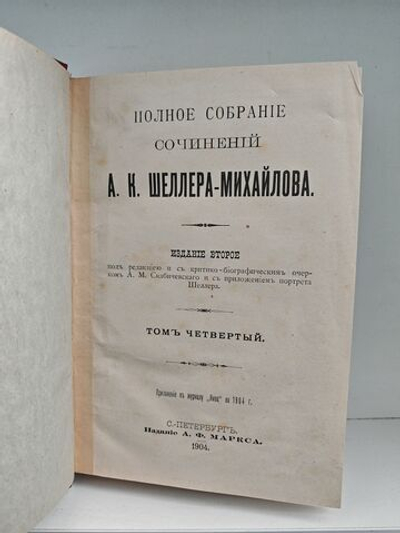 ПОЛНОЕ СОБРАНІЕ
СОЧИНЕНІЙ
А. К. ШЕЛЛЕРА-МИХАЙЛОВА.
ИЗДАНІЕ ВТОРОЕ
подъ редакціею и съ критико-біографическимъ очер-
комъ А. М. Скабичевскаго и съ приложеніемъ портрета
Шеллера.
ТОМЪ ЧЕТВЕРТЫЙ.
Приложеніе къ журналу „Нива“ на 1904 г.
С.-ПЕТЕРБУРГЪ.
Изданіе А. Ф. МАРКСА.
1904.